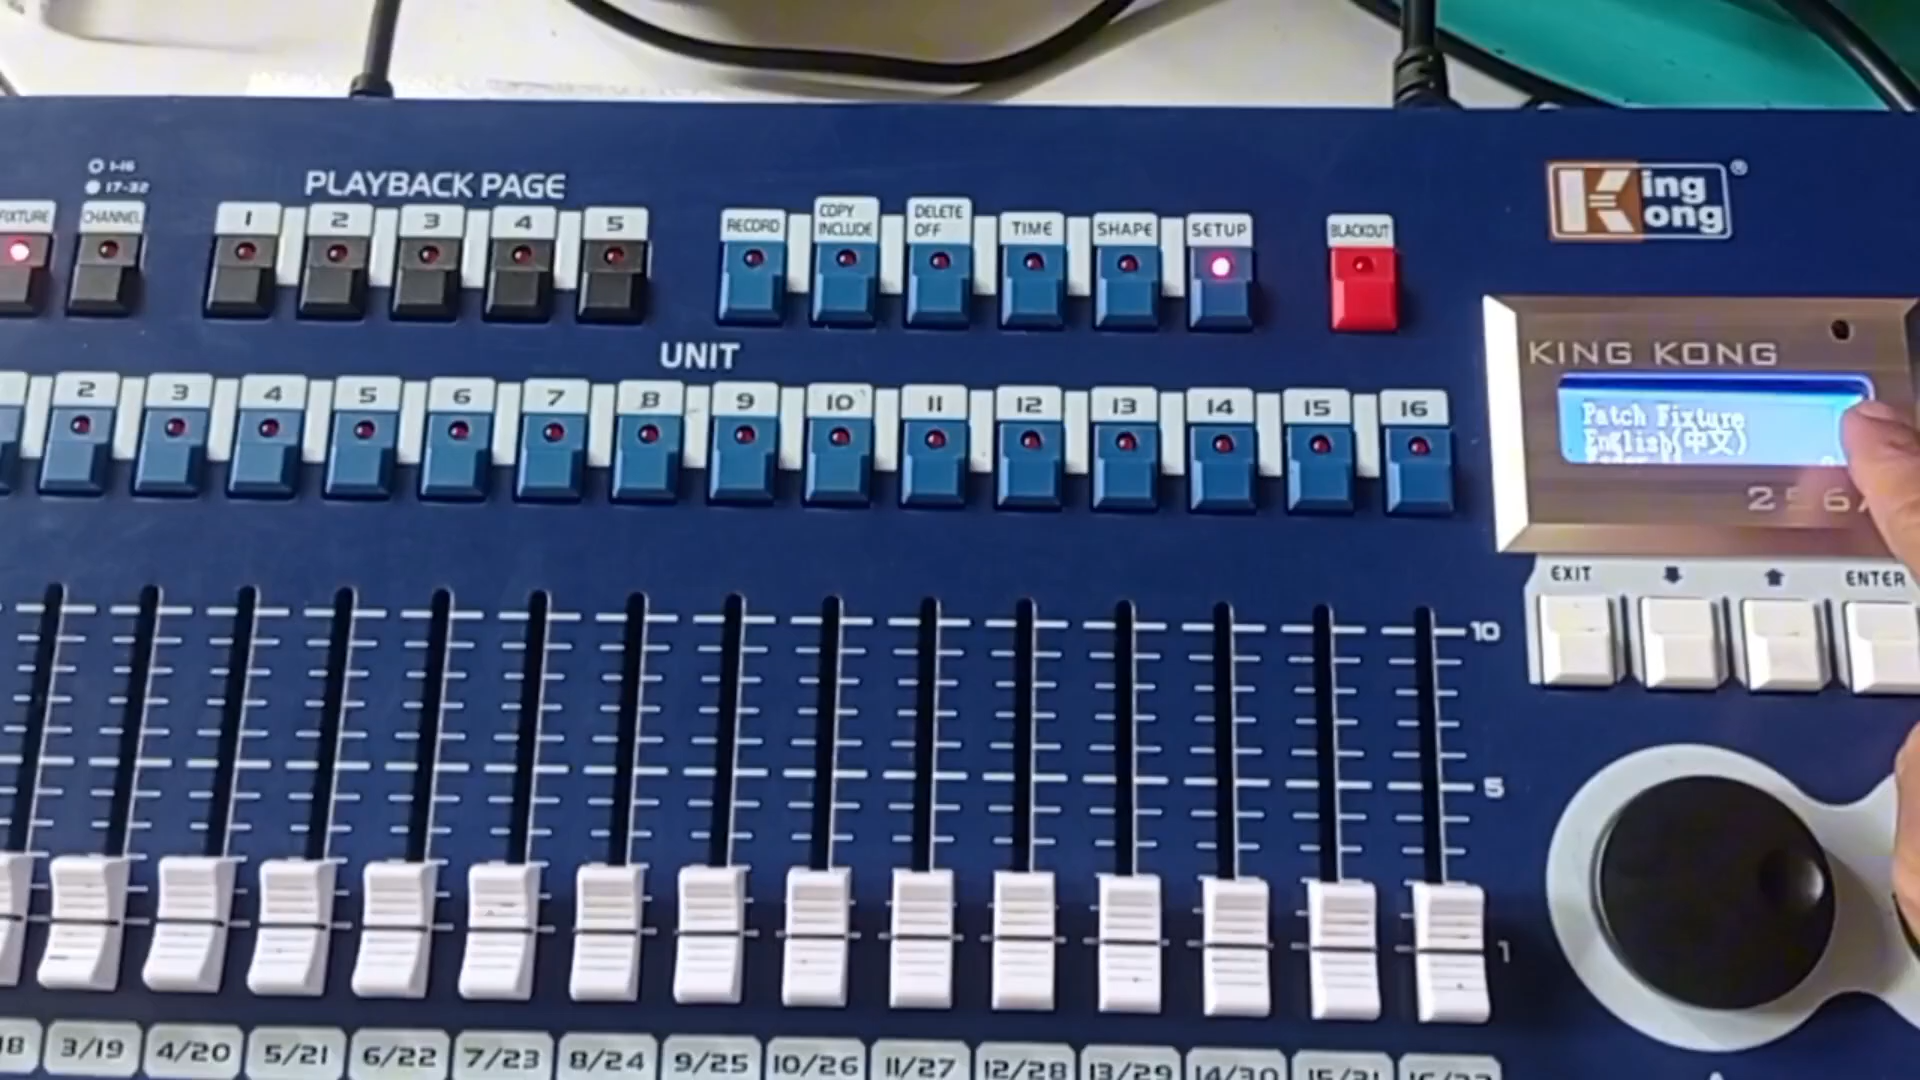 1-16
17-32
FIXTURE
CHANNEL
PLAYBACK PAGE
1 2 3 4 5
RECORD
COPY
INCLUDE
DELETE
OFF
TIME
SHAPE
SETUP
BLACKOUT
King Kong ®
UNIT
2 3 4 5 6 7 8 9 10 11 12 13 14 15 16
KING KONG
Patch Fixture
English(中文)
256
EXIT
ENTER
10
5
1
3/19 4/20 5/21 6/22 7/23 8/24 9/25 10/26 11/27 12/28 13/29 14/30 15/31